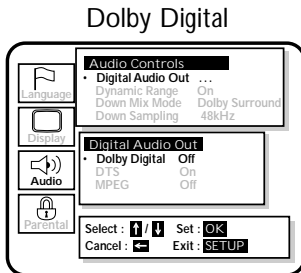 Dolby Digital
Language
Display
Audio
Parental
Audio Controls
• Digital Audio Out ...
Dynamic Range On
Down Mix Mode Dolby Surround
Down Sampling 48kHz
Digital Audio Out
• Dolby Digital Off
DTS On
MPEG Off
Select : ↑ / ↓ Set : OK
Cancel : ← Exit : SETUP